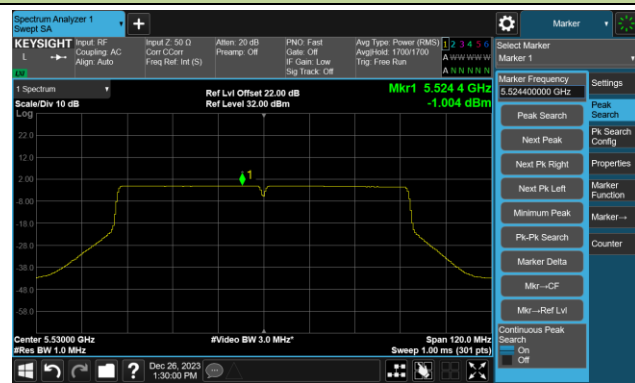 Spectrum Analyzer 1
Swept SA
Marker
KEYSIGHT
L
Input: RF
Coupling: AC
Align: Auto
Input Z: 50 Ω
Corr CCorr
Freq Ref: Int (S)
Atten: 20 dB
Preamp: Off
PNO: Fast
Gate: Off
IF Gain: Low
Sig Track: Off
Avg Type: Power (RMS)
Avg|Hold: 1700/1700
Trig: Free Run
1 2 3 4 5 6
A W W W W W
A N N N N N
Select Marker
Marker 1
1 Spectrum
Scale/Div 10 dB
Log
Ref Lvl Offset 22.00 dB
Ref Level 32.00 dBm
Mkr1 5.524 4 GHz
-1.004 dBm
22.0
12.0
2.00
-8.00
-18.0
-28.0
-38.0
-48.0
-58.0
1
Center 5.53000 GHz
#Res BW 1.0 MHz
#Video BW 3.0 MHz*
Span 120.0 MHz
Sweep 1.00 ms (301 pts)
Marker Frequency
5.524400000 GHz
Peak Search
Next Peak
Next Pk Right
Next Pk Left
Minimum Peak
Pk-Pk Search
Marker Delta
Mkr→CF
Mkr→Ref Lvl
Continuous Peak
Search
On
Off
Settings
Peak
Search
Pk Search
Config
Properties
Marker
Function
Marker→
Counter
Dec 26, 2023
1:30:00 PM